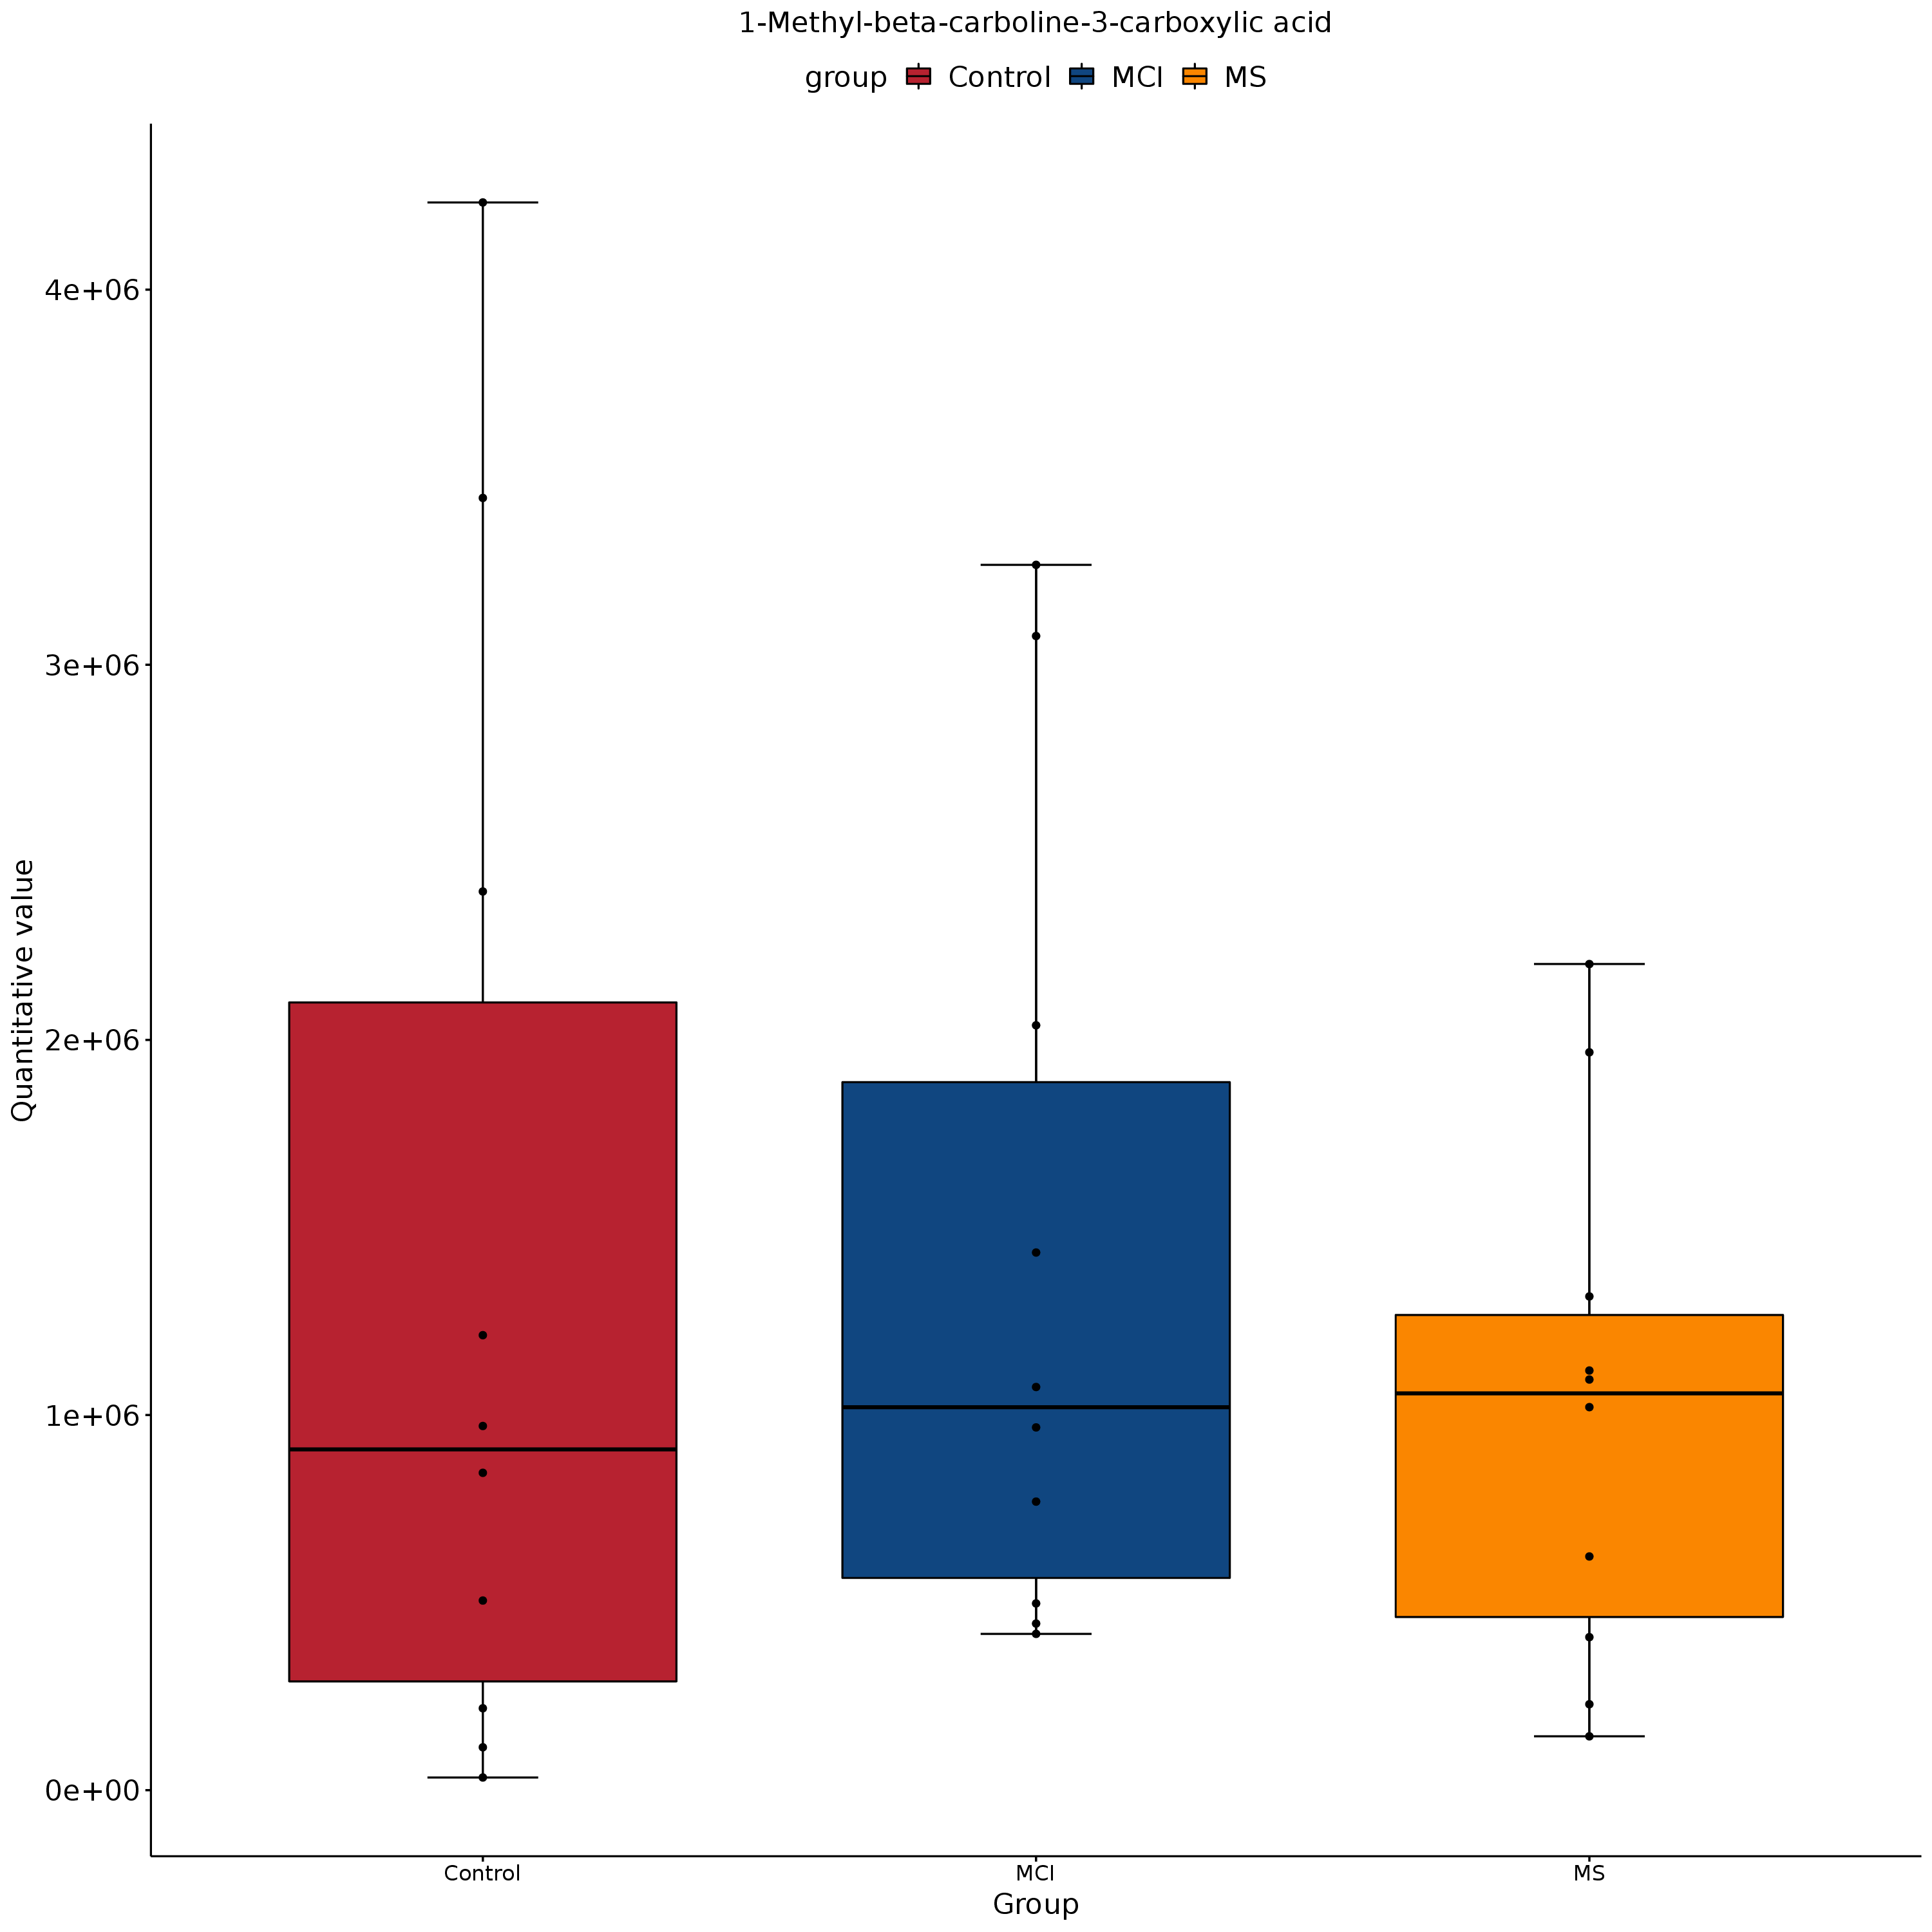 1-Methyl-beta-carboline-3-carboxylic acid
group Control MCI MS
4e+06
3e+06
2e+06
1e+06
0e+00
Quantitative value
Control MCI MS
Group